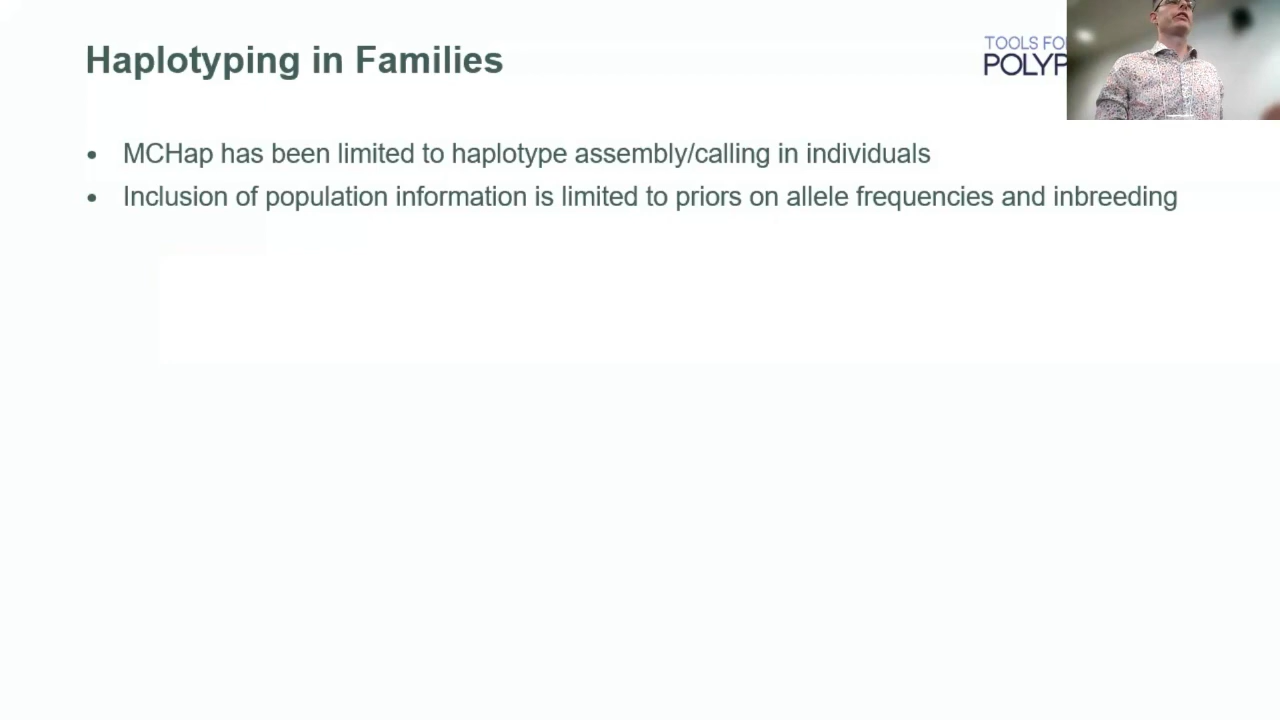 Haplotyping in Families
TOOLS
• MCHap has been limited to haplotype assembly/calling in individuals
• Inclusion of population information is limited to priors on allele frequencies and inbreeding